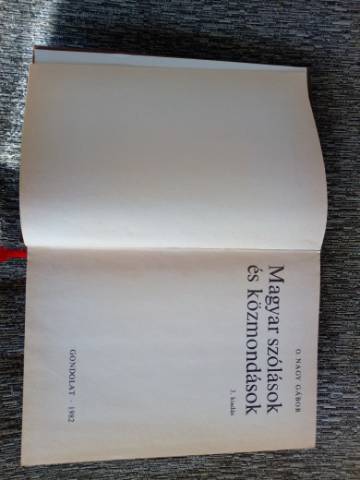 O. NAGY GÁBOR
Magyar szólások
és közmondások
3. kiadás
GONDOLAT · 1982